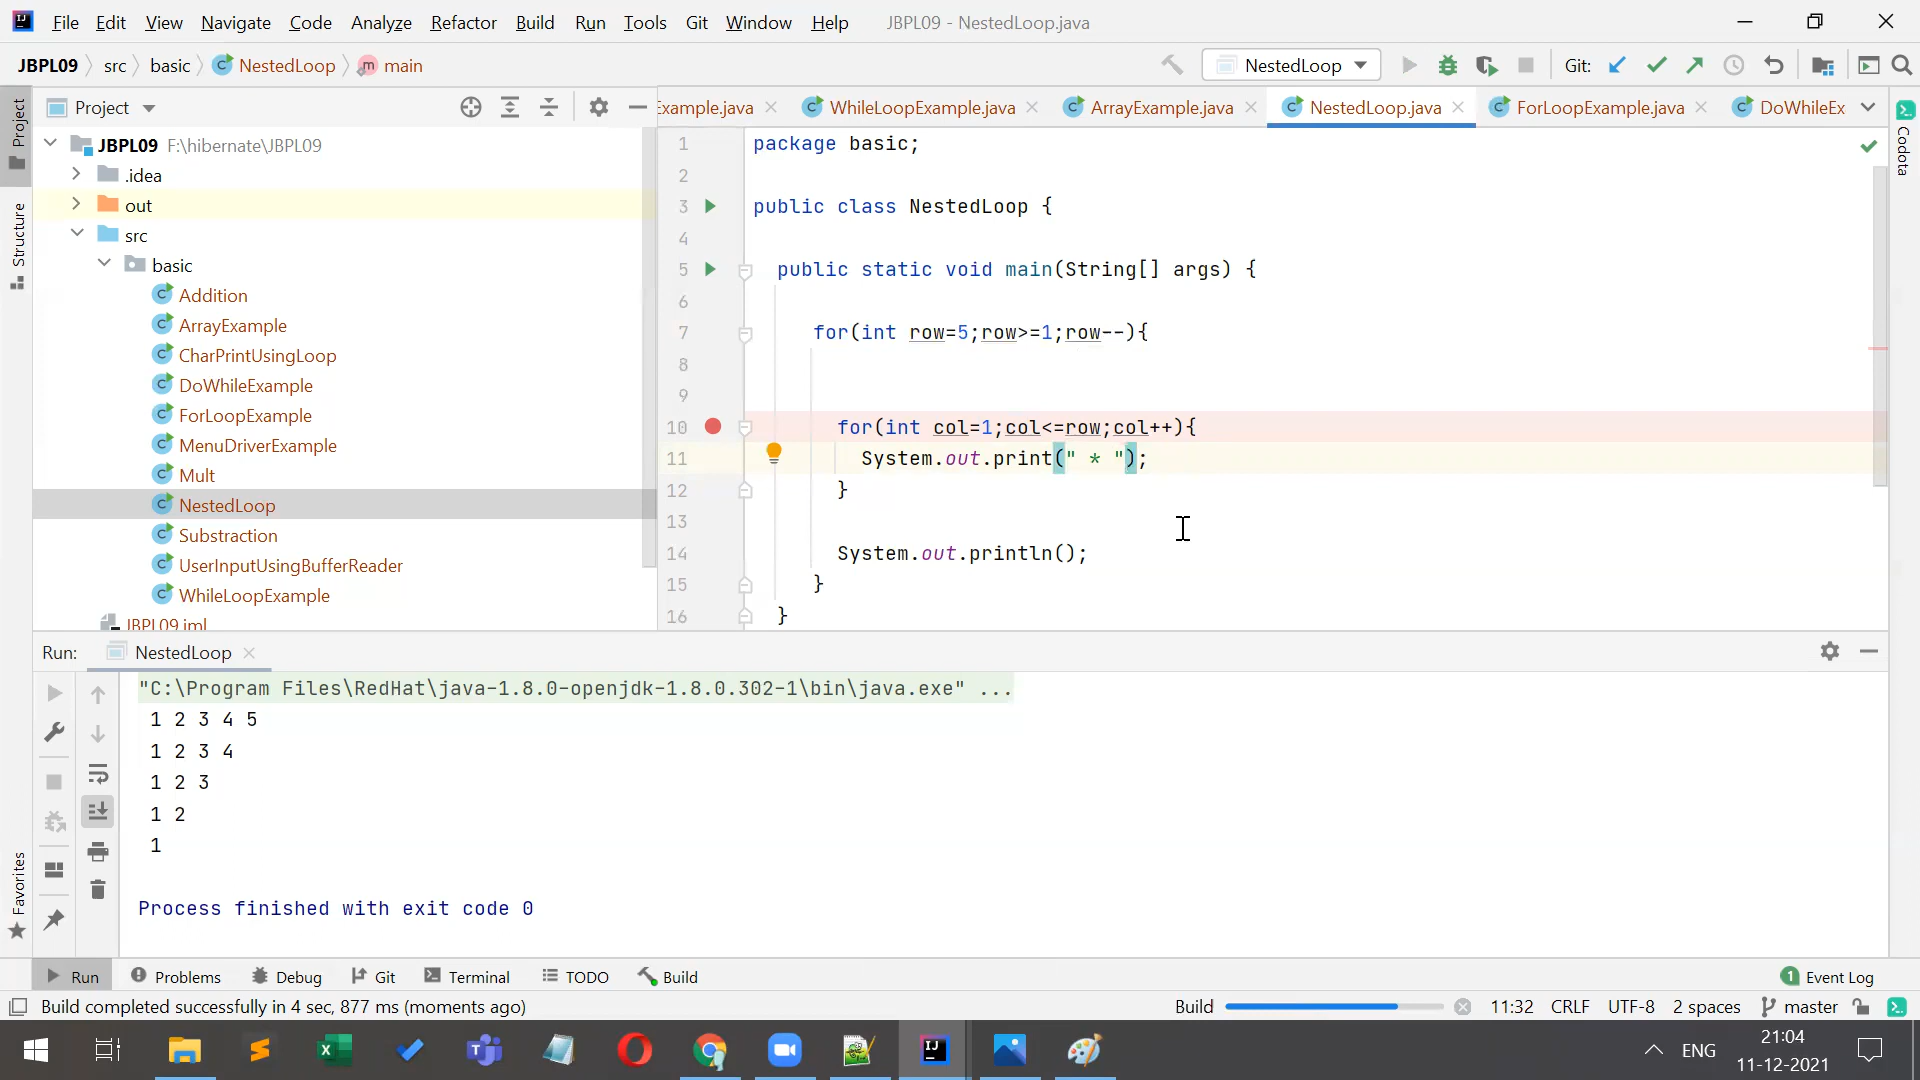 File Edit View Navigate Code Analyze Refactor Build Run Tools Git Window Help JBPL09 - NestedLoop.java
JBPL09 src basic NestedLoop main
NestedLoop Git:
Project
Example.java WhileLoopExample.java ArrayExample.java NestedLoop.java ForLoopExample.java DoWhileEx
Project
Structure
Favorites
Codota
JBPL09 F:\hibernate\JBPL09
.idea
out
src
basic
Addition
ArrayExample
CharPrintUsingLoop
DoWhileExample
ForLoopExample
MenuDriverExample
Mult
NestedLoop
Substraction
UserInputUsingBufferReader
WhileLoopExample
JBPL09.iml
1 package basic;
2
3 public class NestedLoop {
4
5 public static void main(String[] args) {
6
7 for(int row=5;row>=1;row--){
8
9
10 for(int col=1;col<=row;col++){
11 System.out.print(" * ");
12 }
13
14 System.out.println();
15 }
16 }
Run: NestedLoop
"C:\Program Files\RedHat\java-1.8.0-openjdk-1.8.0.302-1\bin\java.exe" ...
1 2 3 4 5
1 2 3 4
1 2 3
1 2
1
Process finished with exit code 0
Run Problems Debug Git Terminal TODO Build 1 Event Log
Build completed successfully in 4 sec, 877 ms (moments ago) Build 11:32 CRLF UTF-8 2 spaces master
ENG 21:04
11-12-2021